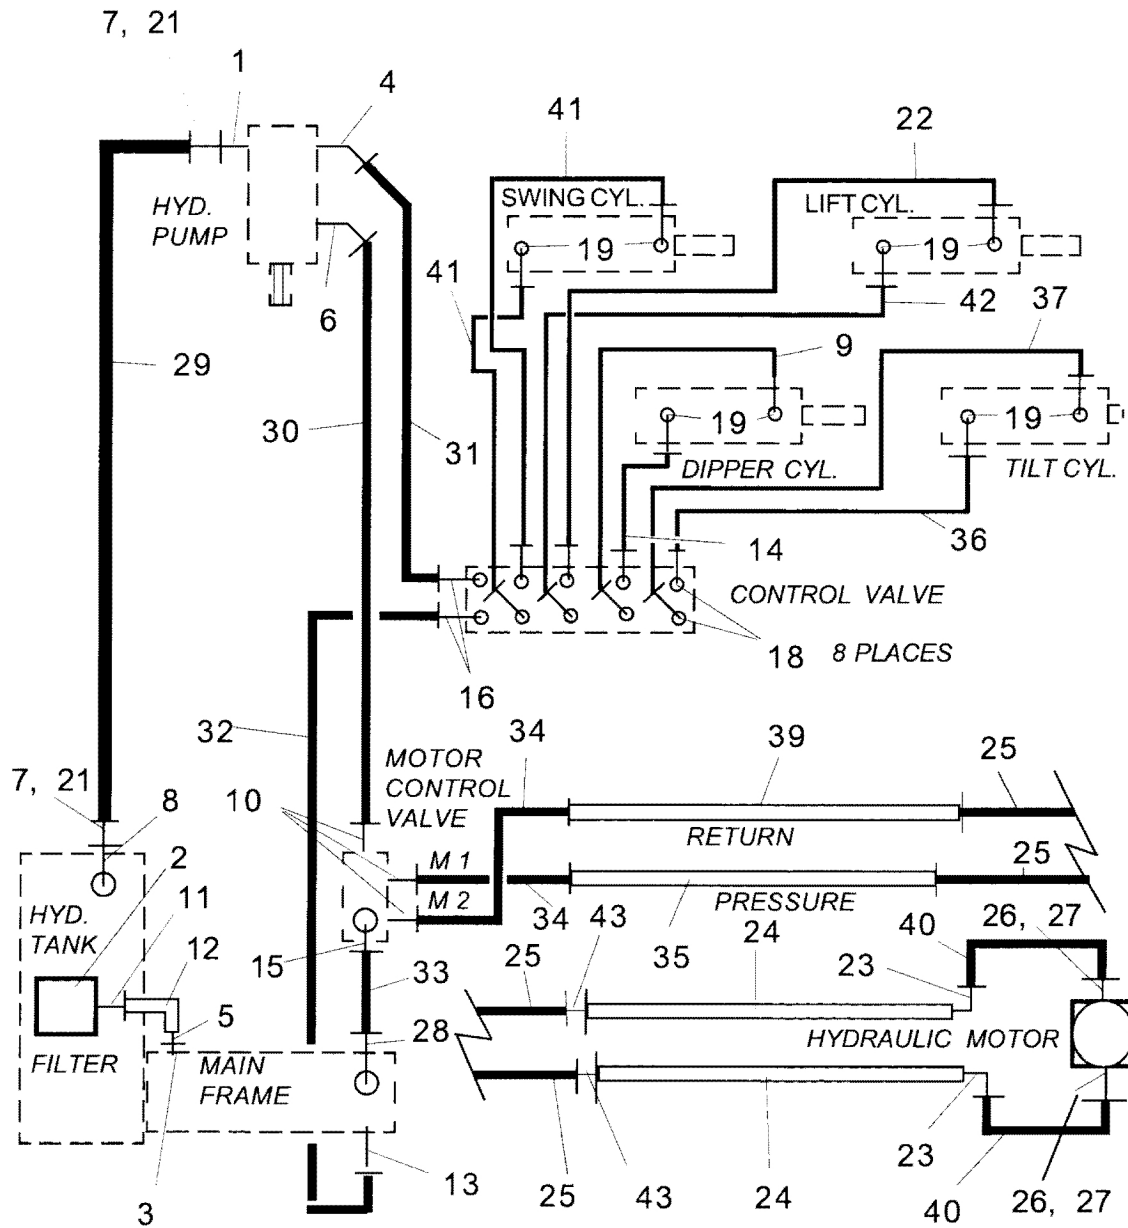 7, 21
1
4
41
22
SWING CYL.
LIFT CYL.
HYD.
PUMP
19
19
41
6
42
37
29
9
30
31
19
19
DIPPER CYL.
TILT CYL.
14
36
CONTROL VALVE
18
8 PLACES
16
32
34
39
25
MOTOR
CONTROL
VALVE
7, 21
8
10
RETURN
2
M 1
25
11
M 2
34
PRESSURE
HYD.
TANK
12
15
25
43
35
24
40
26, 27
33
23
5
28
HYDRAULIC MOTOR
FILTER
MAIN
FRAME
13
25
43
24
23
3
40
26, 27